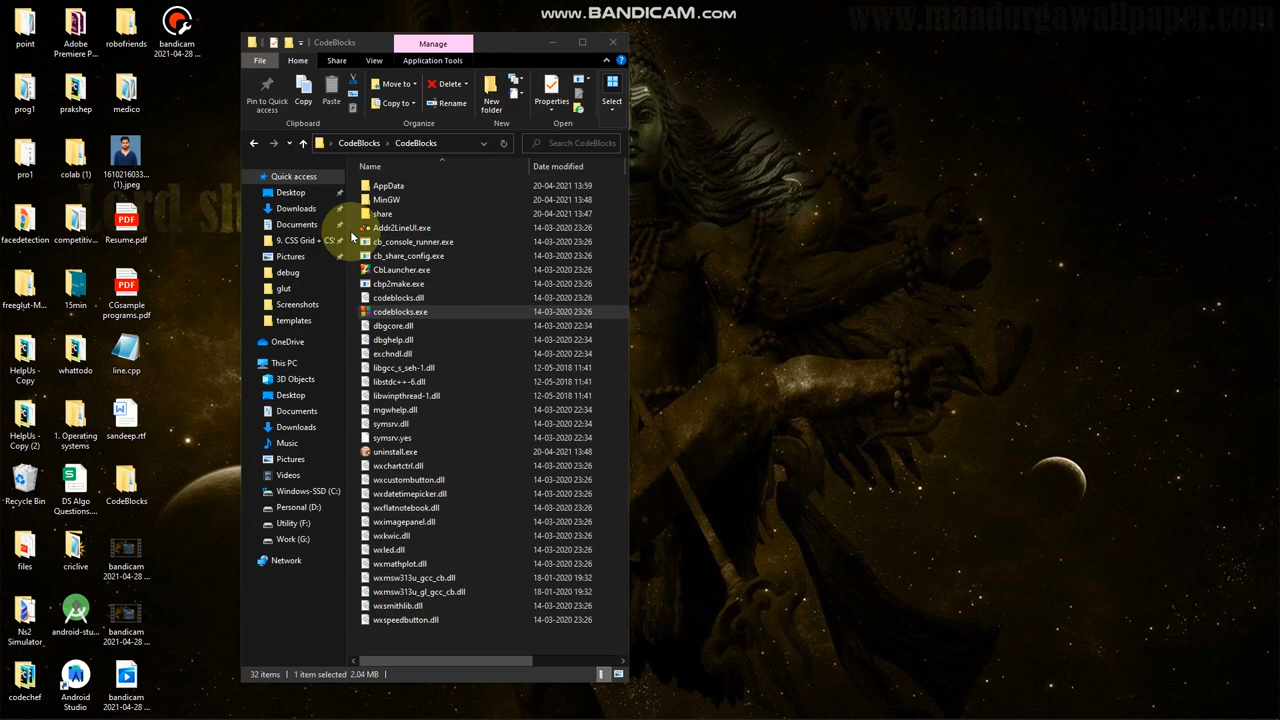 www.BANDICAM.com
www.maadurgawallpaper.com
point
Adobe
Premiere P...
robofriends
bandicam
2021-04-28 ...
prog1
prakshep
medico
pro1
colab (1)
1610216033...
(1).jpeg
facedetection
competitiv...
Resume.pdf
freeglut-M...
15min
CGsample
programs.pdf
HelpUs -
Copy
whattodo
line.cpp
HelpUs -
Copy (2)
1. Operating
systems
sandeep.rtf
Recycle Bin
DS Algo
Questions....
CodeBlocks
files
criclive
bandicam
2021-04-28 ...
Ns2
Simulator
android-stu...
bandicam
2021-04-28 ...
codechef
Android
Studio
bandicam
2021-04-28 ...
CodeBlocks
Manage
File
Home
Share
View
Application Tools
Pin to Quick
access
Copy
Paste
Clipboard
Move to
Copy to
Delete
Rename
Organize
New
folder
New
Properties
Open
Select
CodeBlocks > CodeBlocks
Search CodeBlocks
Quick access
Desktop
Downloads
Documents
9. CSS Grid + CS
Pictures
debug
glut
Screenshots
templates
OneDrive
This PC
3D Objects
Desktop
Documents
Downloads
Music
Pictures
Videos
Windows-SSD (C:)
Personal (D:)
Utility (F:)
Work (G:)
Network
Name Date modified
AppData 20-04-2021 13:59
MinGW 20-04-2021 13:48
share 20-04-2021 13:47
Addr2LineUI.exe 14-03-2020 23:26
cb_console_runner.exe 14-03-2020 23:26
cb_share_config.exe 14-03-2020 23:26
CbLauncher.exe 14-03-2020 23:26
cbp2make.exe 14-03-2020 23:26
codeblocks.dll 14-03-2020 23:26
codeblocks.exe 14-03-2020 23:26
dbgcore.dll 14-03-2020 22:34
dbghelp.dll 14-03-2020 22:34
exchndl.dll 14-03-2020 22:34
libgcc_s_seh-1.dll 12-05-2018 11:41
libstdc++-6.dll 12-05-2018 11:41
libwinpthread-1.dll 12-05-2018 11:41
mgwhelp.dll 14-03-2020 22:34
symsrv.dll 14-03-2020 22:34
symsrv.yes 14-03-2020 22:34
uninstall.exe 20-04-2021 13:48
wxchartctrl.dll 14-03-2020 23:26
wxcustombutton.dll 14-03-2020 23:26
wxdatetimepicker.dll 14-03-2020 23:26
wxflatnotebook.dll 14-03-2020 23:26
wximagepanel.dll 14-03-2020 23:26
wxkwic.dll 14-03-2020 23:26
wxled.dll 14-03-2020 23:26
wxmathplot.dll 14-03-2020 23:26
wxmsw313u_gcc_cb.dll 18-01-2020 19:32
wxmsw313u_gl_gcc_cb.dll 18-01-2020 19:32
wxsmithlib.dll 14-03-2020 23:26
wxspeedbutton.dll 14-03-2020 23:26
32 items
1 item selected 2.04 MB